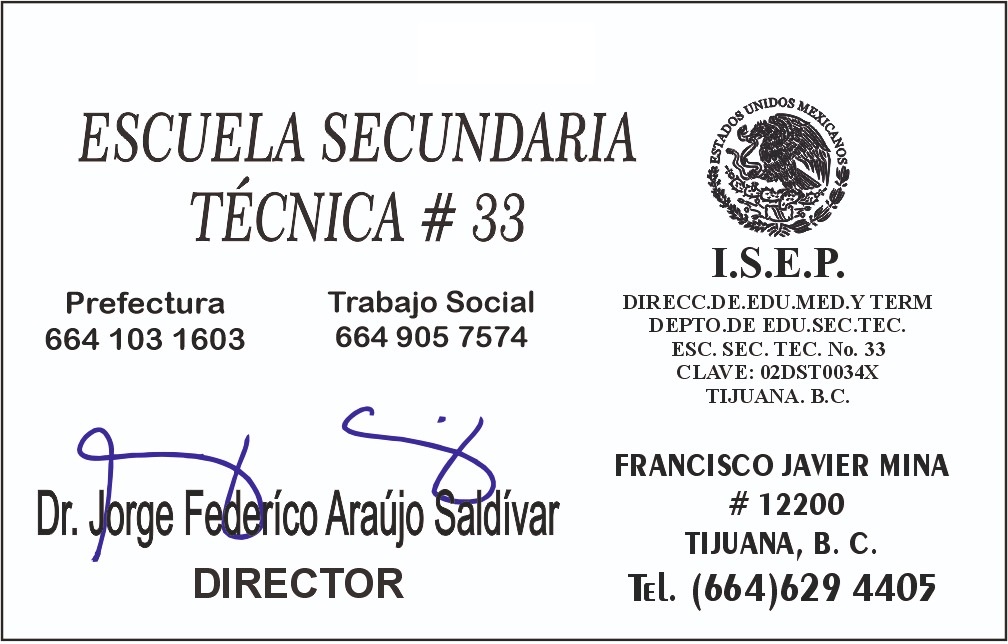 ESCUELA SECUNDARIA
TÉCNICA # 33
Prefectura
664 103 1603
Trabajo Social
664 905 7574
Dr. Jorge Federíco Araújo Saldívar
DIRECTOR
ESTADOS UNIDOS MEXICANOS
I.S.E.P.
DIRECC.DE.EDU.MED.Y TERM
DEPTO.DE EDU.SEC.TEC.
ESC. SEC. TEC. No. 33
CLAVE: 02DST0034X
TIJUANA. B.C.
FRANCISCO JAVIER MINA
# 12200
TIJUANA, B. C.
TEL. (664)629 4405